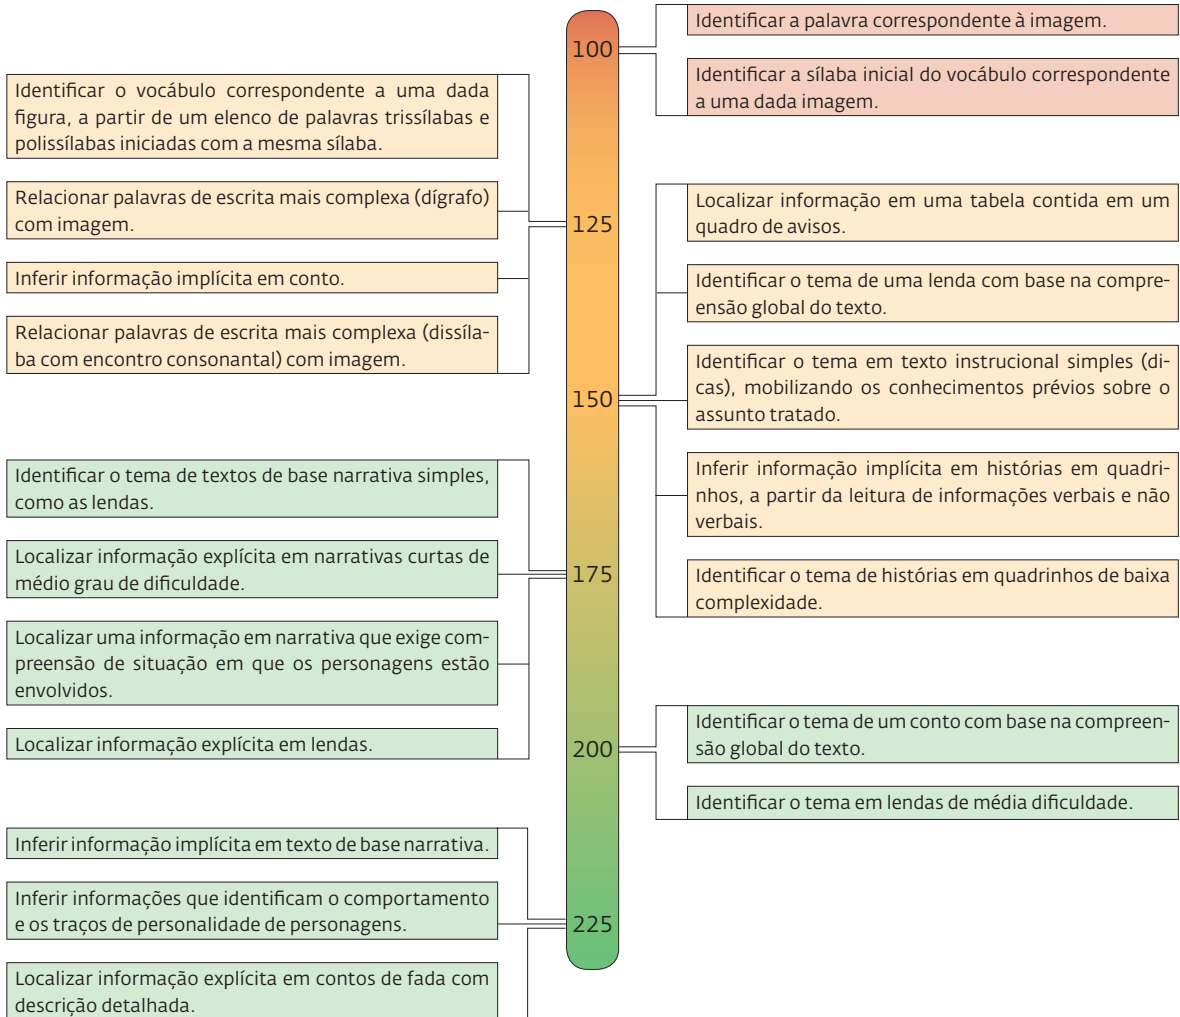 100
Identificar a palavra correspondente à imagem.
Identificar a sílaba inicial do vocábulo correspondente
a uma dada imagem.
Identificar o vocábulo correspondente a uma dada
figura, a partir de um elenco de palavras trissílabas e
polissílabas iniciadas com a mesma sílaba.
Relacionar palavras de escrita mais complexa (dígrafo)
com imagem.
Inferir informação implícita em conto.
Relacionar palavras de escrita mais complexa (dissíla-
ba com encontro consonantal) com imagem.
125
Localizar informação em uma tabela contida em um
quadro de avisos.
Identificar o tema de uma lenda com base na compre-
ensão global do texto.
Identificar o tema em texto instrucional simples (di-
cas), mobilizando os conhecimentos prévios sobre o
assunto tratado.
Inferir informação implícita em histórias em quadri-
nhos, a partir da leitura de informações verbais e não
verbais.
Identificar o tema de histórias em quadrinhos de baixa
complexidade.
150
Identificar o tema de textos de base narrativa simples,
como as lendas.
Localizar informação explícita em narrativas curtas de
médio grau de dificuldade.
Localizar uma informação em narrativa que exige com-
preensão de situação em que os personagens estão
envolvidos.
Localizar informação explícita em lendas.
175
Identificar o tema de um conto com base na compreen-
são global do texto.
Identificar o tema em lendas de média dificuldade.
200
Inferir informação implícita em texto de base narrativa.
Inferir informações que identificam o comportamento
e os traços de personalidade de personagens.
Localizar informação explícita em contos de fada com
descrição detalhada.
225